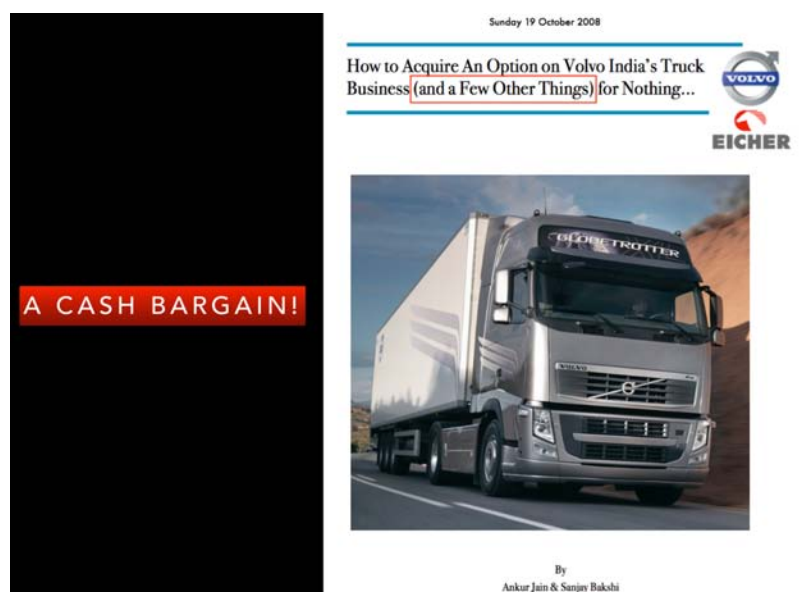 A CASH BARGAIN!
Sunday 19 October 2008
How to Acquire An Option on Volvo India's Truck
Business (and a Few Other Things) for Nothing...
VOLVO
EICHER
GLOBETROTTER
VOLVO
By
Ankur Jain & Sanjay Bakshi